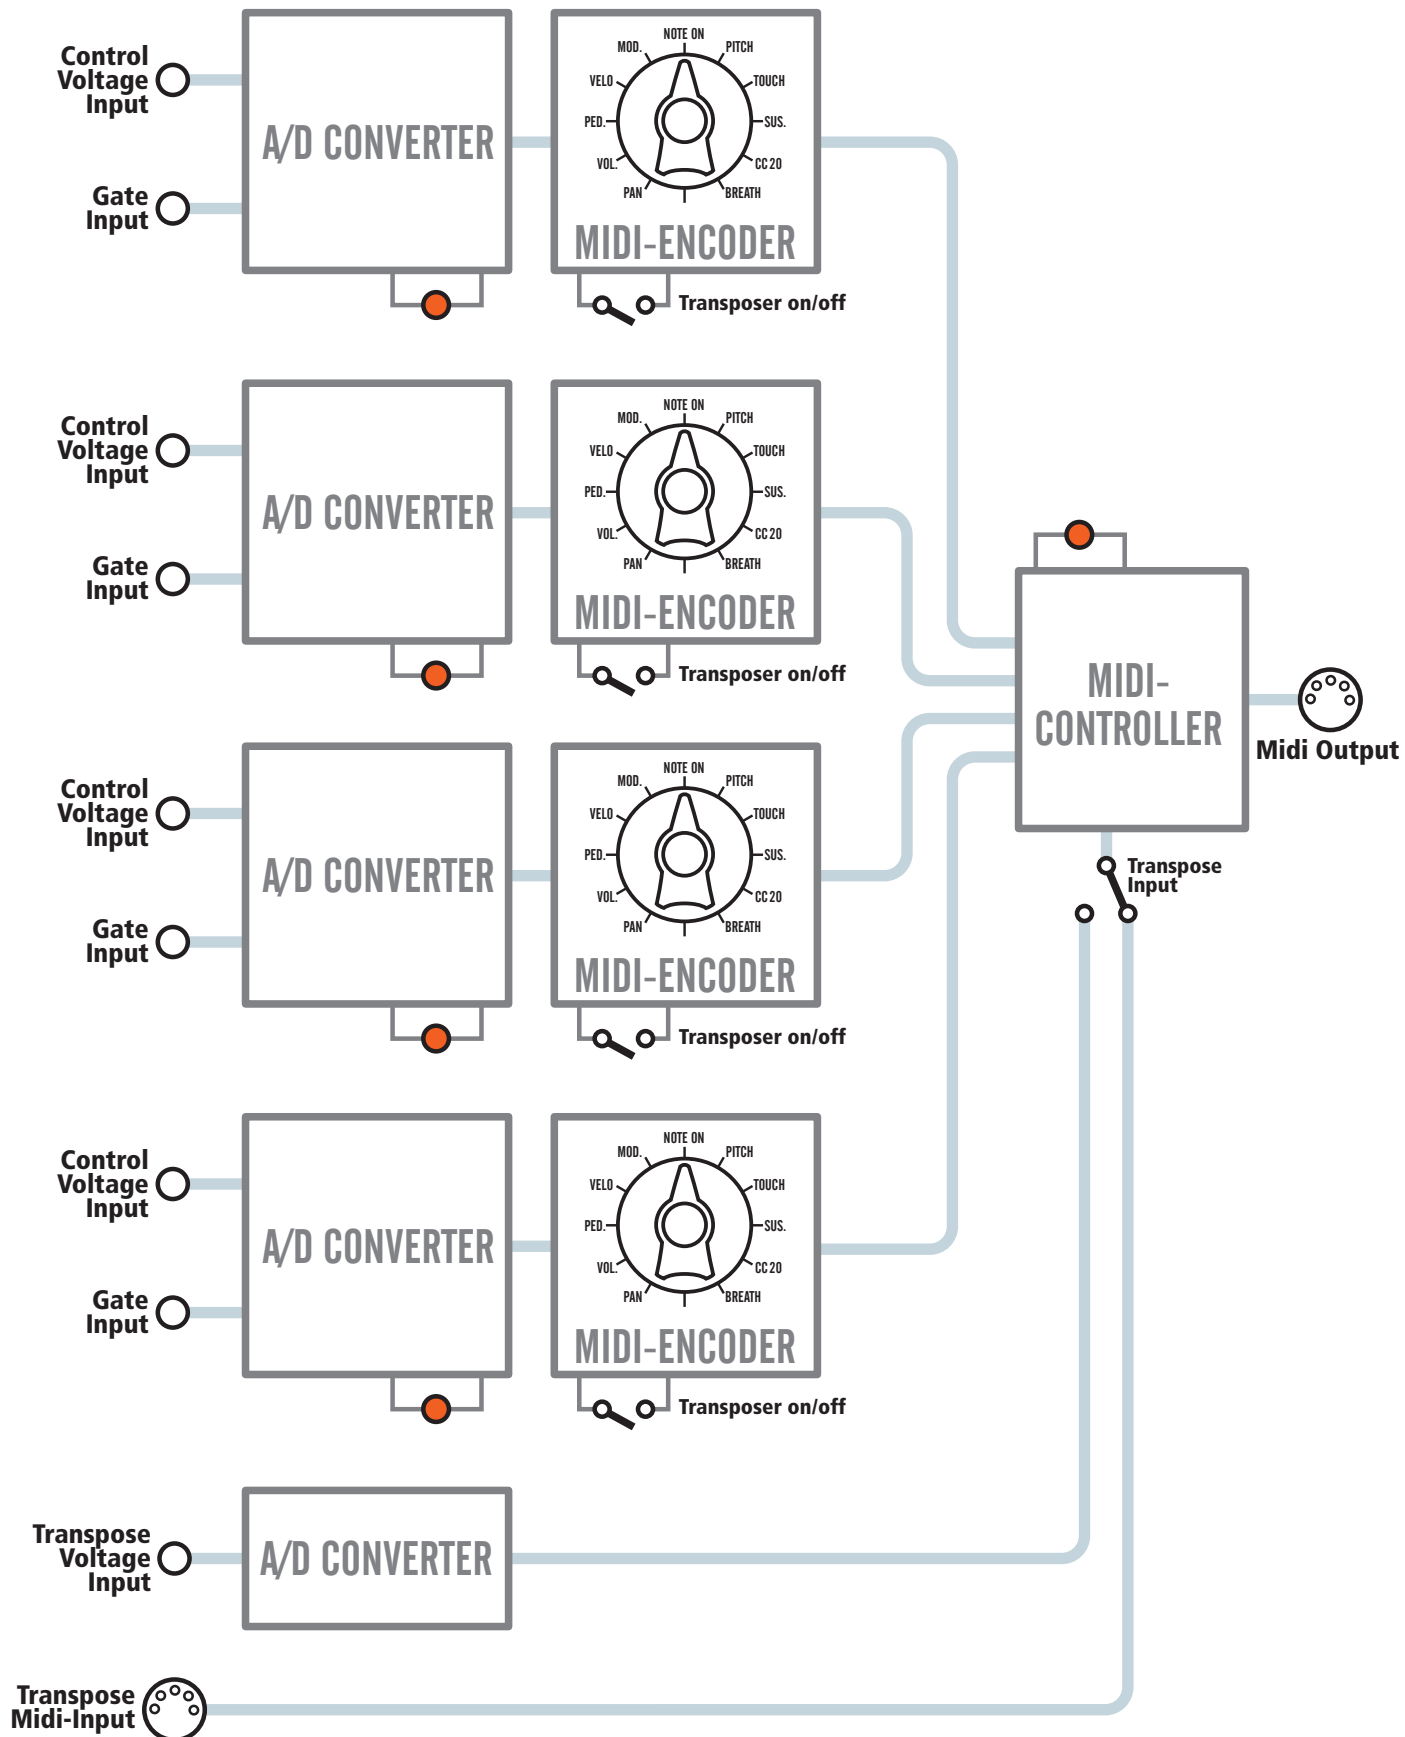 Control
Voltage
Input
Gate
Input
A/D CONVERTER
NOTE ON
MOD.
PITCH
VELO
TOUCH
PED.
SUS.
VOL.
CC 20
PAN
BREATH
MIDI-ENCODER
Transposer on/off
Control
Voltage
Input
Gate
Input
A/D CONVERTER
NOTE ON
MOD.
PITCH
VELO
TOUCH
PED.
SUS.
VOL.
CC 20
PAN
BREATH
MIDI-ENCODER
Transposer on/off
Control
Voltage
Input
Gate
Input
A/D CONVERTER
NOTE ON
MOD.
PITCH
VELO
TOUCH
PED.
SUS.
VOL.
CC 20
PAN
BREATH
MIDI-ENCODER
Transposer on/off
Control
Voltage
Input
Gate
Input
A/D CONVERTER
NOTE ON
MOD.
PITCH
VELO
TOUCH
PED.
SUS.
VOL.
CC 20
PAN
BREATH
MIDI-ENCODER
Transposer on/off
MIDI-
CONTROLLER
Midi Output
Transpose
Input
Transpose
Voltage
Input
A/D CONVERTER
Transpose
Midi-Input